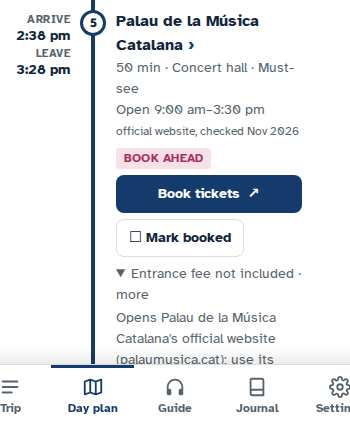 ARRIVE
2:38 pm
LEAVE
3:28 pm
5
Palau de la Música
Catalana ›
50 min · Concert hall · Must-
see
Open 9:00 am–3:30 pm
official website, checked Nov 2026
BOOK AHEAD
Book tickets ↗
☐ Mark booked
▼ Entrance fee not included ·
more
Opens Palau de la Música
Catalana's official website
(palaumusica.cat); use its
Trip
Day plan
Guide
Journal
Settin